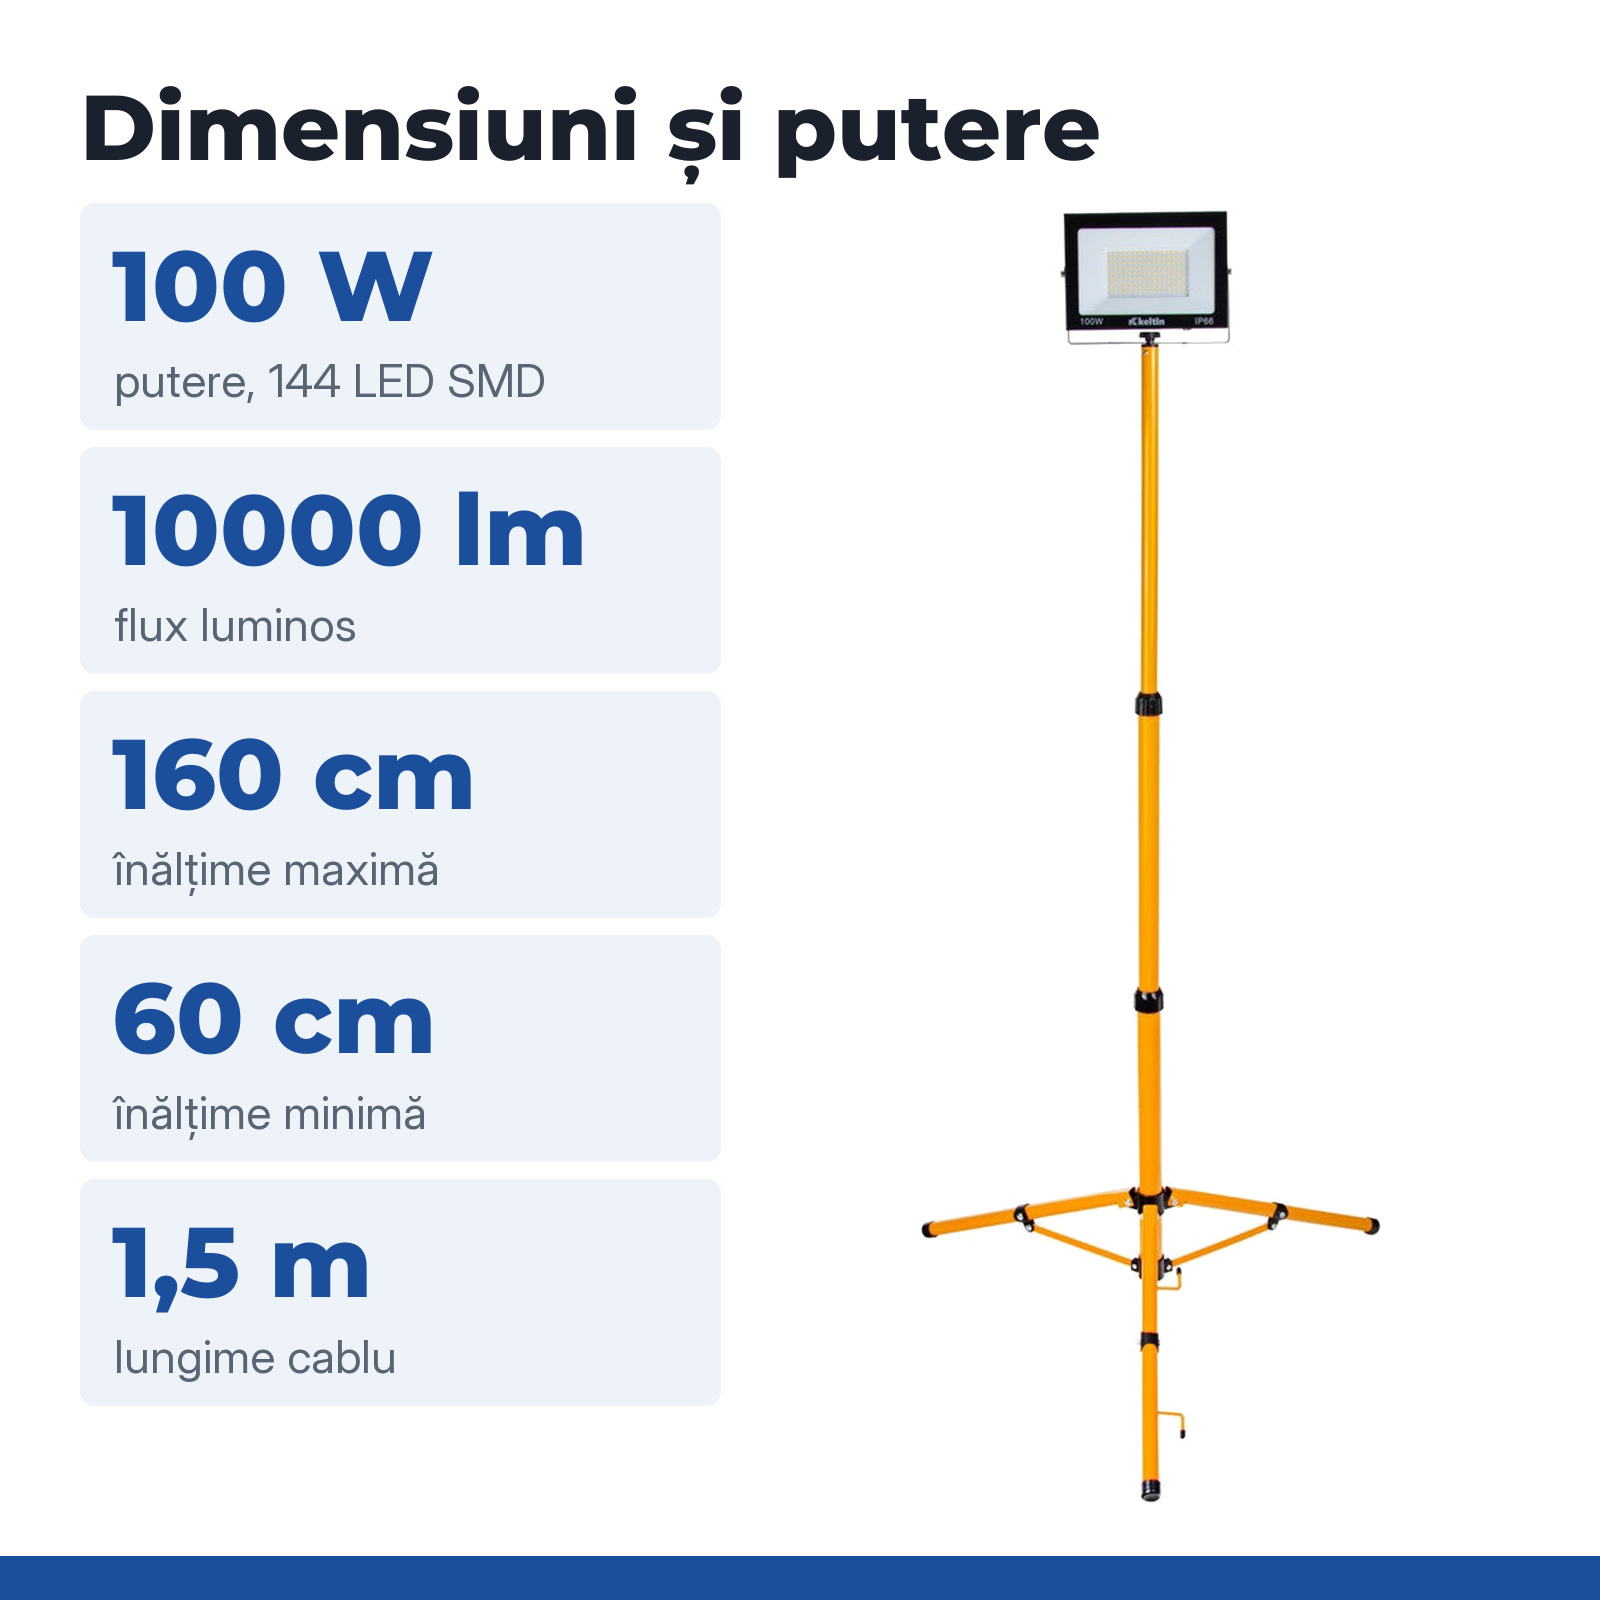 Dimensiuni și putere
100 W
putere, 144 LED SMD
10000 lm
flux luminos
160 cm
înălțime maximă
60 cm
înălțime minimă
1,5 m
lungime cablu
100W keltin IP66